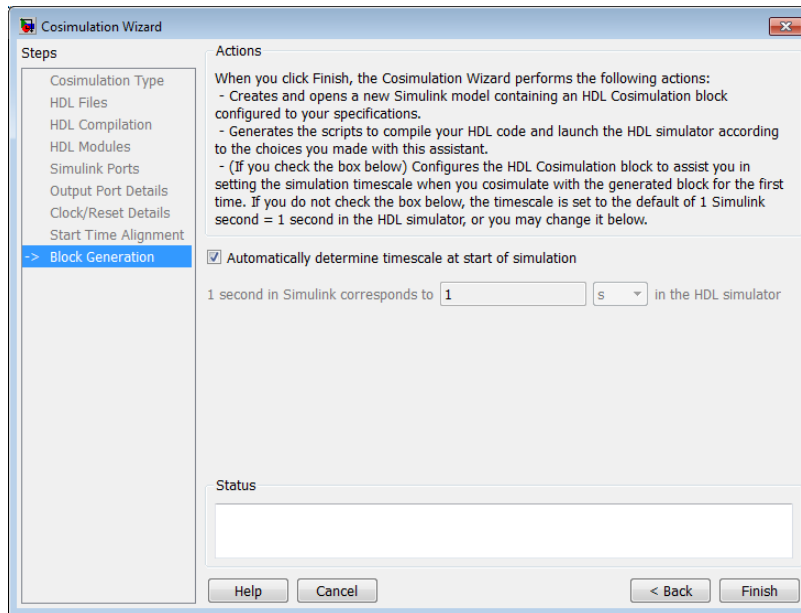 Cosimulation Wizard
Steps
Cosimulation Type
HDL Files
HDL Compilation
HDL Modules
Simulink Ports
Output Port Details
Clock/Reset Details
Start Time Alignment
-> Block Generation
Actions
When you click Finish, the Cosimulation Wizard performs the following actions:
- Creates and opens a new Simulink model containing an HDL Cosimulation block
configured to your specifications.
- Generates the scripts to compile your HDL code and launch the HDL simulator according
to the choices you made with this assistant.
- (If you check the box below) Configures the HDL Cosimulation block to assist you in
setting the simulation timescale when you cosimulate with the generated block for the first
time. If you do not check the box below, the timescale is set to the default of 1 Simulink
second = 1 second in the HDL simulator, or you may change it below.
Automatically determine timescale at start of simulation
1 second in Simulink corresponds to 1 s in the HDL simulator
Status
Help Cancel < Back Finish